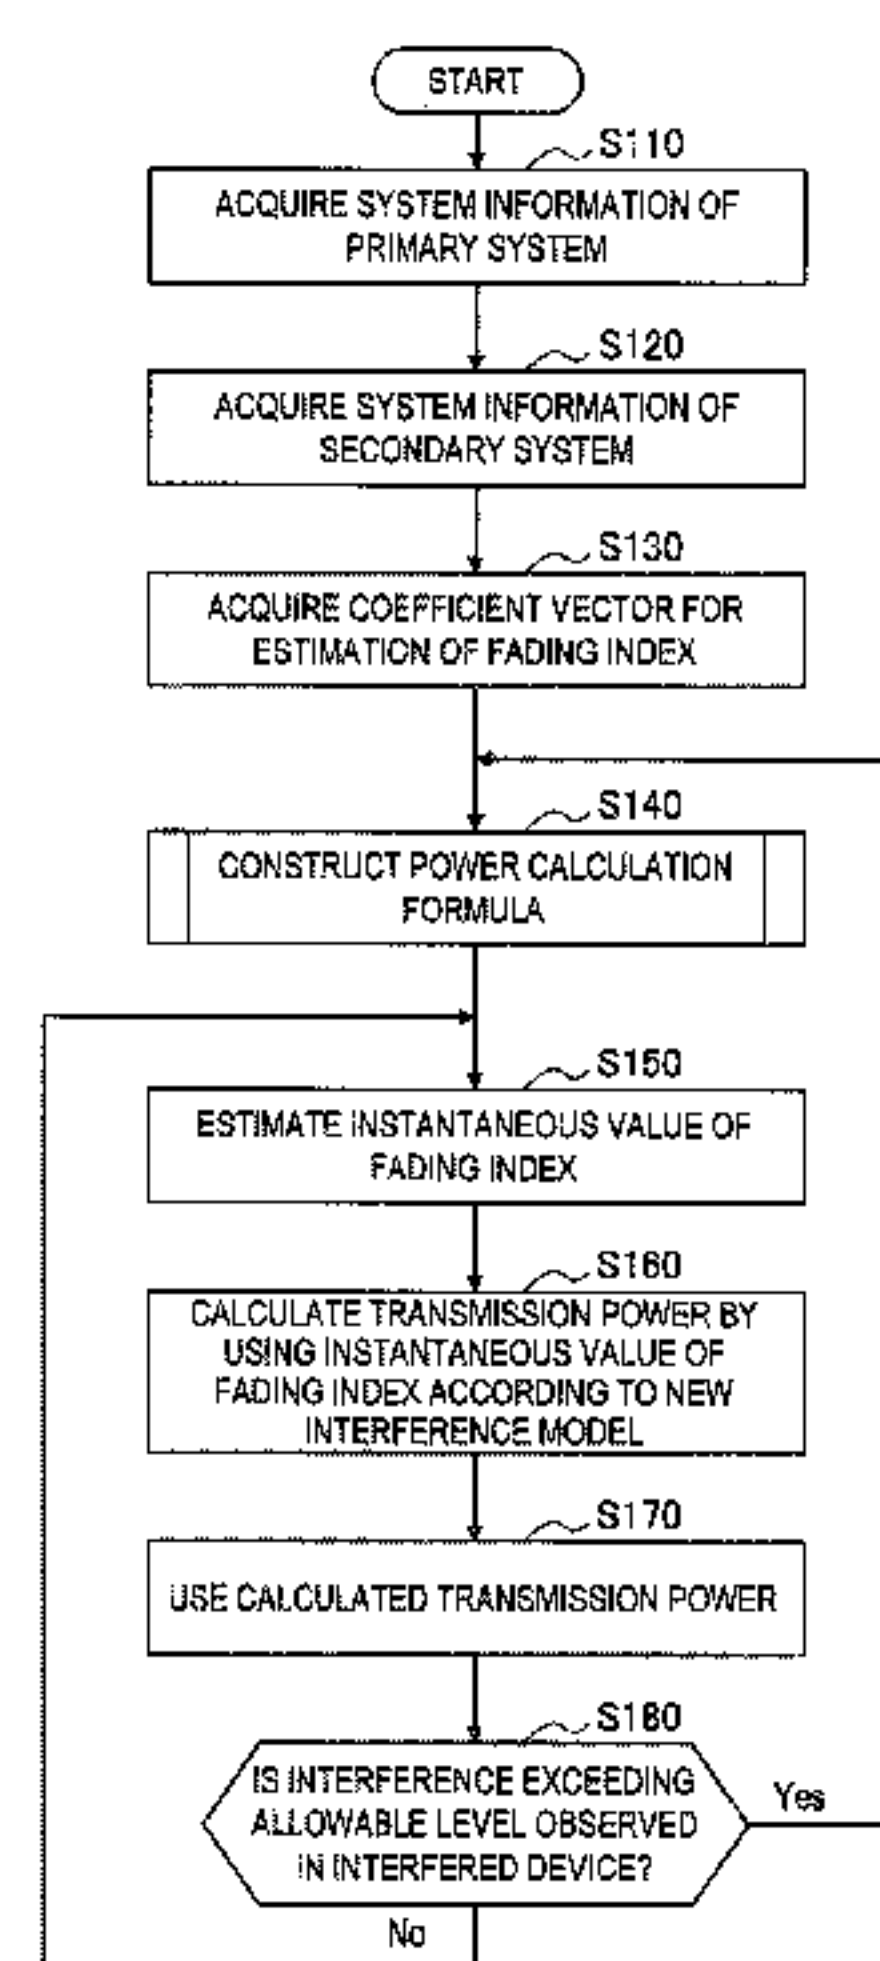 START
S110
ACQUIRE SYSTEM INFORMATION OF
PRIMARY SYSTEM
S120
ACQUIRE SYSTEM INFORMATION OF
SECONDARY SYSTEM
S130
ACQUIRE COEFFICIENT VECTOR FOR
ESTIMATION OF FADING INDEX
S140
CONSTRUCT POWER CALCULATION
FORMULA
S150
ESTIMATE INSTANTANEOUS VALUE OF
FADING INDEX
S160
CALCULATE TRANSMISSION POWER BY
USING INSTANTANEOUS VALUE OF
FADING INDEX ACCORDING TO NEW
INTERFERENCE MODEL
S170
USE CALCULATED TRANSMISSION POWER
S180
IS INTERFERENCE EXCEEDING
ALLOWABLE LEVEL OBSERVED
IN INTERFERED DEVICE?
Yes
No